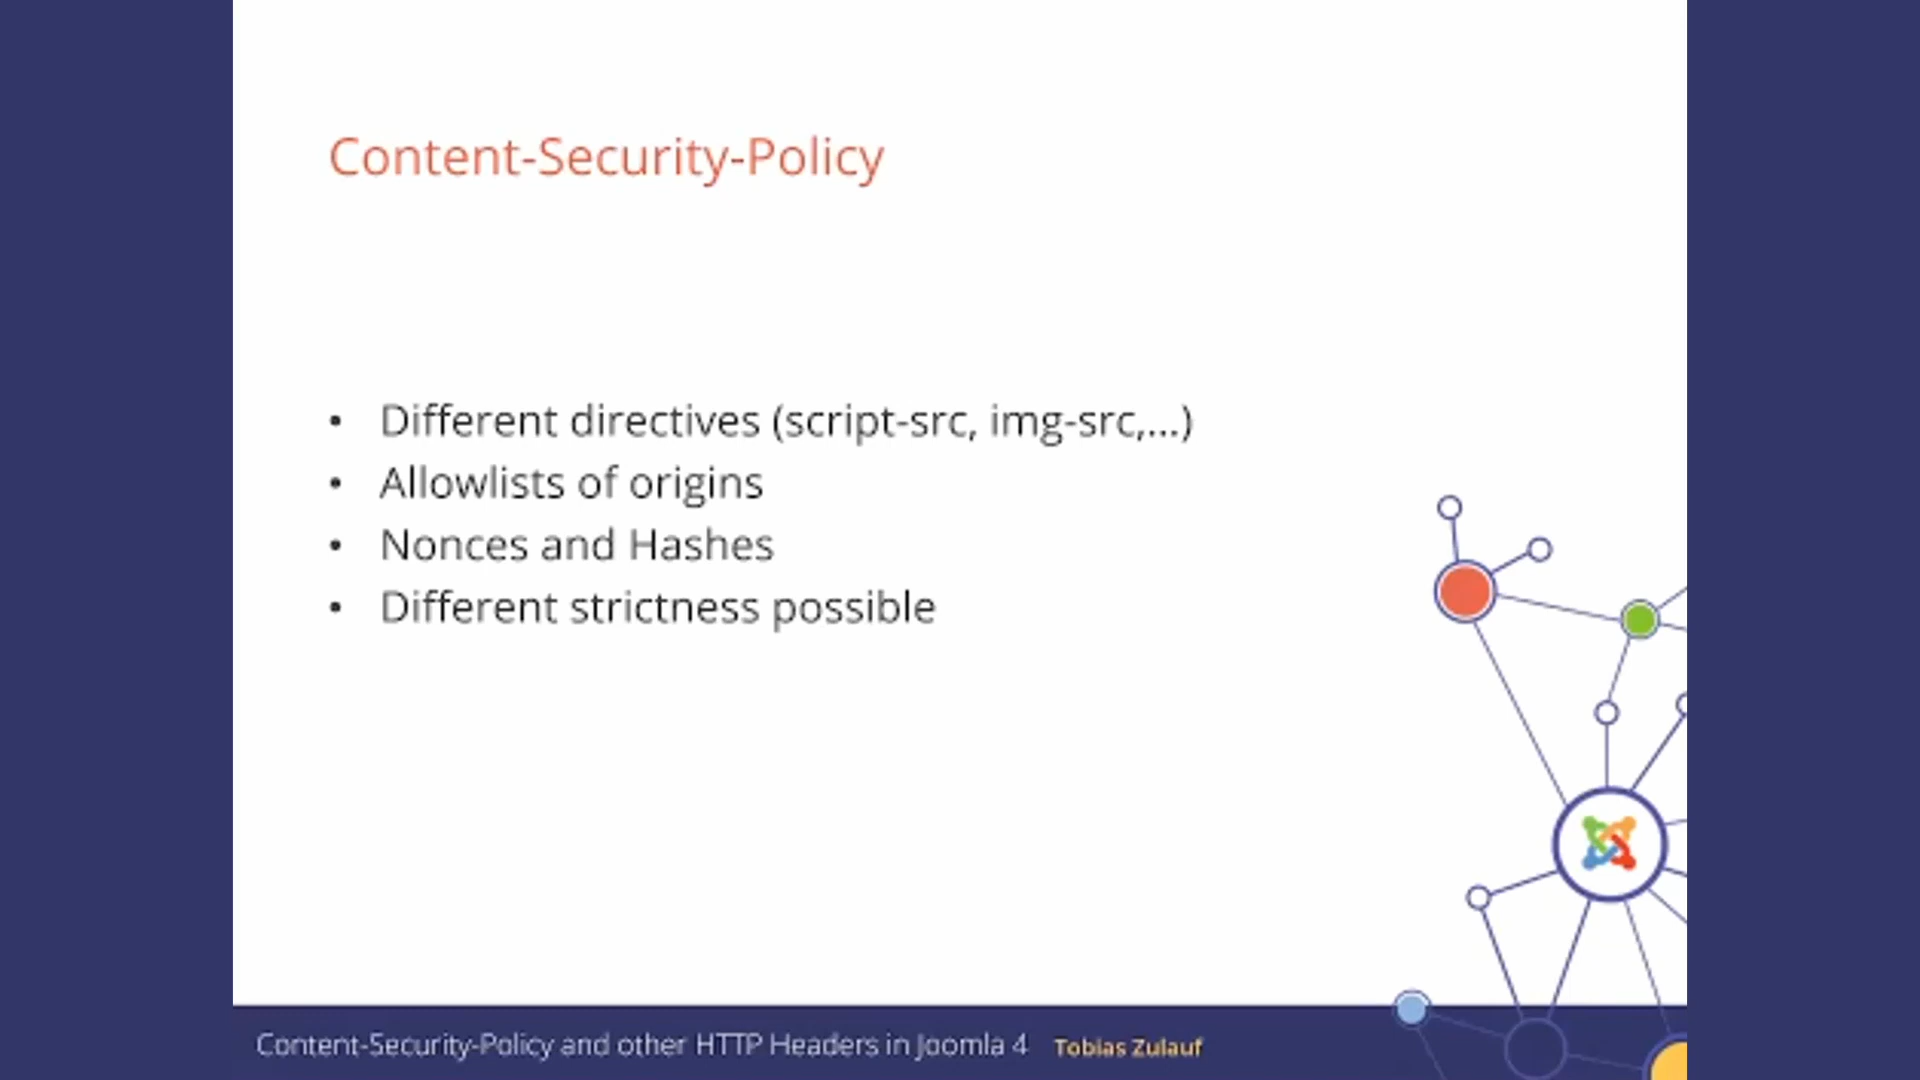 Content-Security-Policy
• Different directives (script-src, img-src,...)
• Allowlists of origins
• Nonces and Hashes
• Different strictness possible
Content-Security-Policy and other HTTP Headers in Joomla 4 Tobias Zulauf